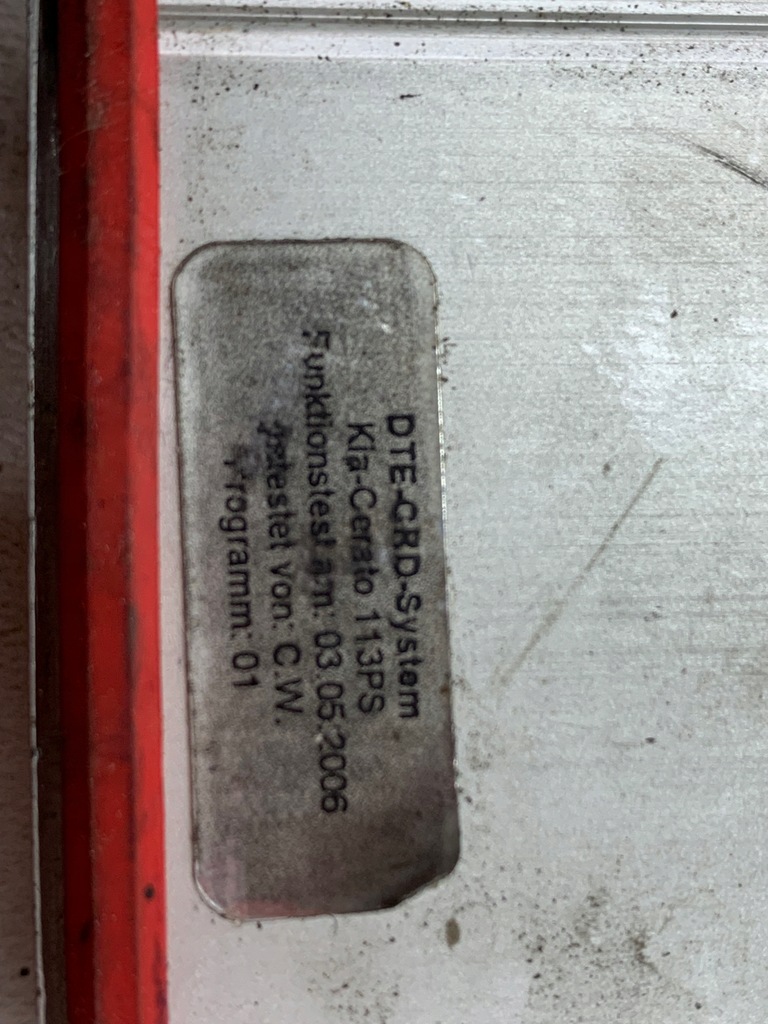 DTE-CRD-System
Kia-Cerato 113PS
Funktionstest am: 03.05.2006
getestet von: C.W.
Programm: 01